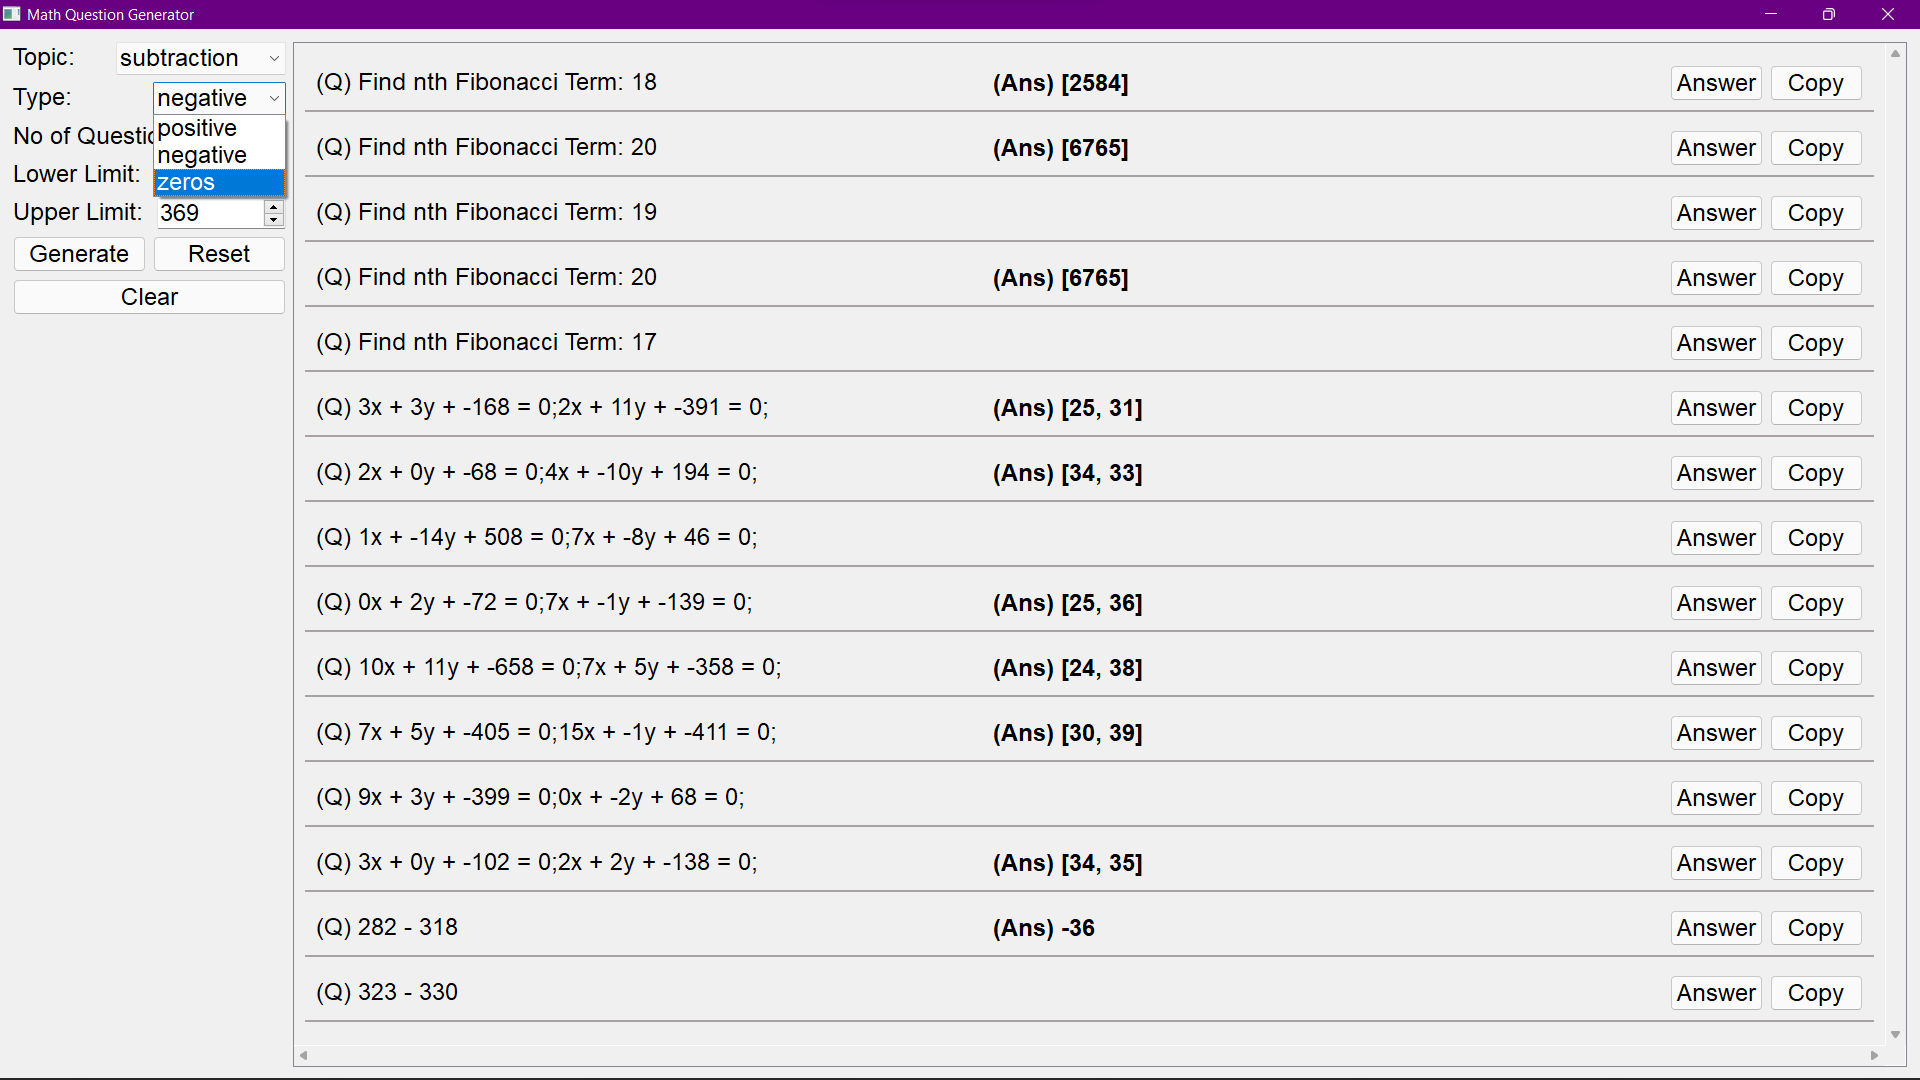 Math Question Generator
Topic: subtraction
Type: negative
positive
negative
zeros
No of Questio
Lower Limit:
Upper Limit: 369
Generate Reset
Clear
(Q) Find nth Fibonacci Term: 18 (Ans) [2584] Answer Copy
(Q) Find nth Fibonacci Term: 20 (Ans) [6765] Answer Copy
(Q) Find nth Fibonacci Term: 19 Answer Copy
(Q) Find nth Fibonacci Term: 20 (Ans) [6765] Answer Copy
(Q) Find nth Fibonacci Term: 17 Answer Copy
(Q) 3x + 3y + -168 = 0;2x + 11y + -391 = 0; (Ans) [25, 31] Answer Copy
(Q) 2x + 0y + -68 = 0;4x + -10y + 194 = 0; (Ans) [34, 33] Answer Copy
(Q) 1x + -14y + 508 = 0;7x + -8y + 46 = 0; Answer Copy
(Q) 0x + 2y + -72 = 0;7x + -1y + -139 = 0; (Ans) [25, 36] Answer Copy
(Q) 10x + 11y + -658 = 0;7x + 5y + -358 = 0; (Ans) [24, 38] Answer Copy
(Q) 7x + 5y + -405 = 0;15x + -1y + -411 = 0; (Ans) [30, 39] Answer Copy
(Q) 9x + 3y + -399 = 0;0x + -2y + 68 = 0; Answer Copy
(Q) 3x + 0y + -102 = 0;2x + 2y + -138 = 0; (Ans) [34, 35] Answer Copy
(Q) 282 - 318 (Ans) -36 Answer Copy
(Q) 323 - 330 Answer Copy